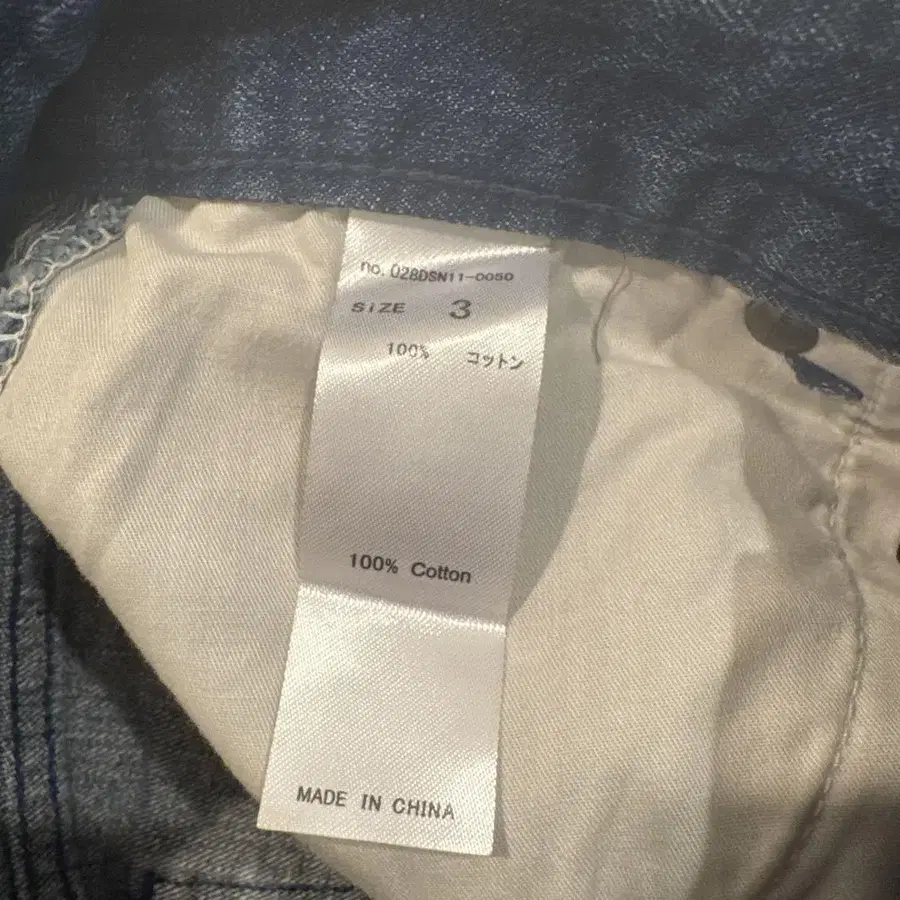 no. 028DSN11-0050
SIZE 3
100% コットン
100% Cotton
MADE IN CHINA